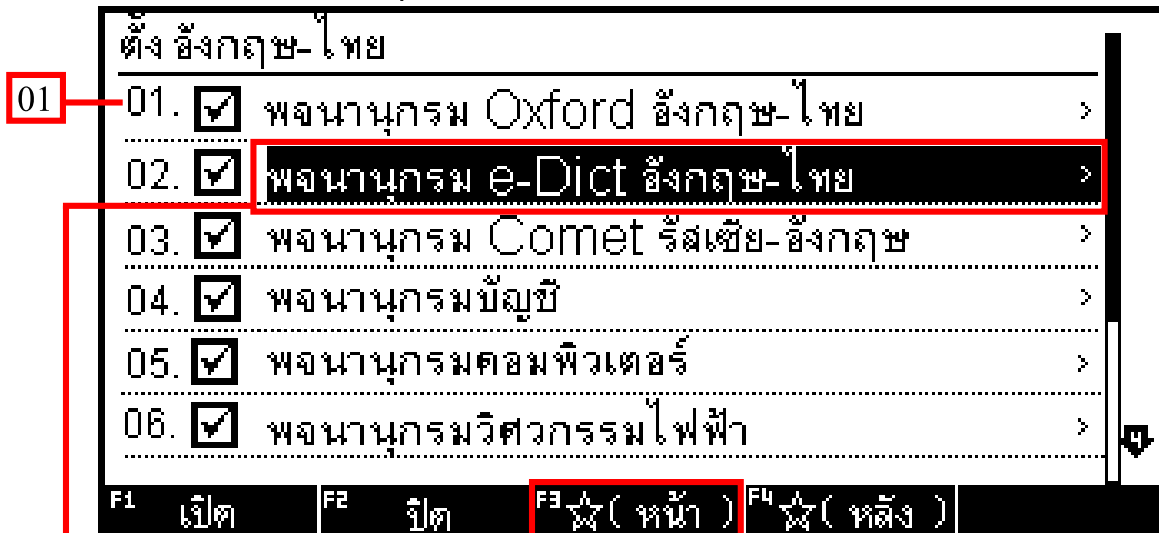 ตั้ง อังกฤษ-ไทย
01
01. พจนานุกรม Oxford อังกฤษ-ไทย >
02. พจนานุกรม e-Dict อังกฤษ-ไทย >
03. พจนานุกรม Comet รัสเซีย-อังกฤษ >
04. พจนานุกรมบัญชี >
05. พจนานุกรมคอมพิวเตอร์ >
06. พจนานุกรมวิศวกรรมไฟฟ้า >
F1 เปิด F2 ปิด F3 ☆( หน้า ) F4 ☆( หลัง )